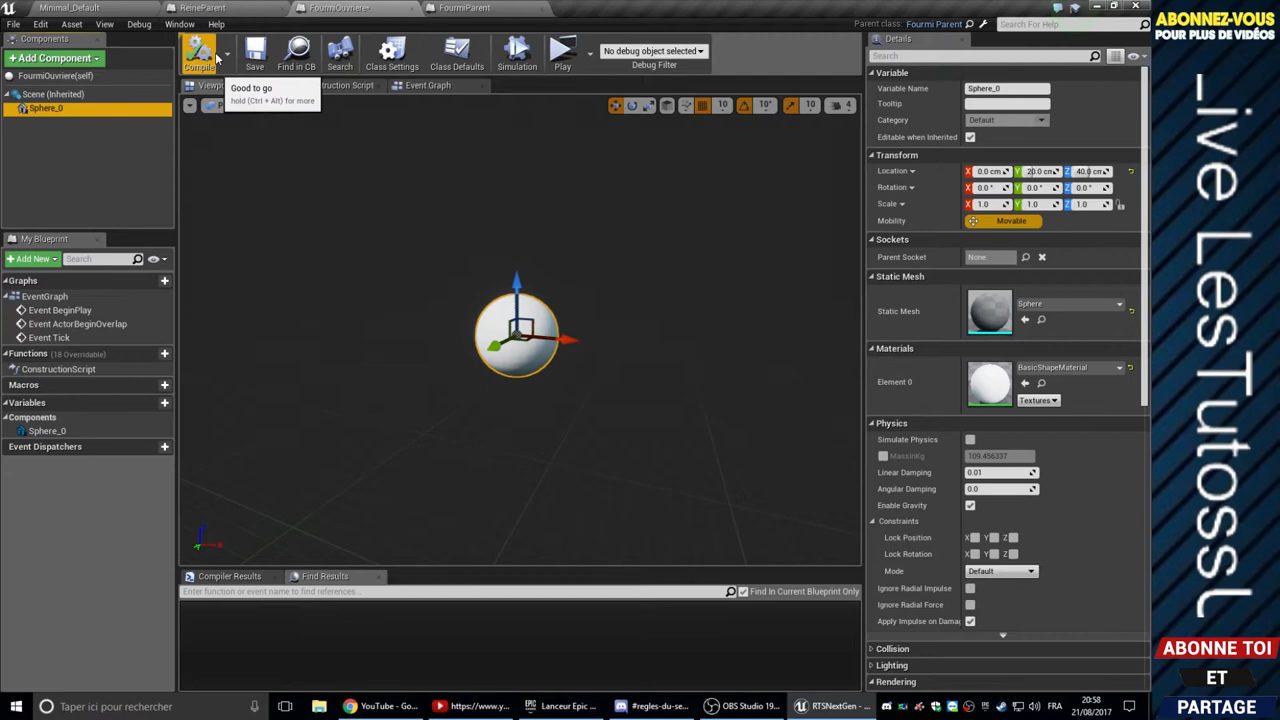 Minimal_Default
ReineParent
FourmiOuvriere*
FourmiParent
File Edit Asset View Debug Window Help
Parent class: Fourmi Parent
Search For Help
Components
+ Add Component
FourmiOuvriere(self)
Scene (Inherited)
Sphere_0
Compile
Save
Find in CB
Search
Class Settings
Class Defaults
Simulation
Play
No debug object selected
Debug Filter
Good to go
hold (Ctrl + Alt) for more
struction Script
Event Graph
10
10°
10
4
My Blueprint
+ Add New
Search
Graphs
EventGraph
Event BeginPlay
Event ActorBeginOverlap
Event Tick
Functions (18 Overridable)
ConstructionScript
Macros
Variables
Components
Sphere_0
Event Dispatchers
Compiler Results
Find Results
Enter function or event name to find references...
Find In Current Blueprint Only
Details
Search
Variable
Variable Name Sphere_0
Tooltip
Category Default
Editable when Inherited
Transform
Location X 0.0 cm Y 20.0 cm Z 40.0 cm
Rotation X 0.0 ° Y 0.0 ° Z 0.0 °
Scale X 1.0 Y 1.0 Z 1.0
Mobility Movable
Sockets
Parent Socket None
Static Mesh
Static Mesh Sphere
Materials
Element 0 BasicShapeMaterial
Textures
Physics
Simulate Physics
MassInKg 109.456337
Linear Damping 0.01
Angular Damping 0.0
Enable Gravity
Constraints
Lock Position X Y Z
Lock Rotation X Y Z
Mode Default
Ignore Radial Impulse
Ignore Radial Force
Apply Impulse on Damag
Collision
Lighting
Rendering
ABONNEZ-VOUS
POUR PLUS DE VIDÉOS
Live LesTutossL
ABONNE TOI
ET
PARTAGE
Taper ici pour rechercher
YouTube - Goo...
https://www.y...
Lanceur Epic ...
#regles-du-se...
OBS Studio 19...
RTSNextGen - ...
FR
20:58
21/08/2017